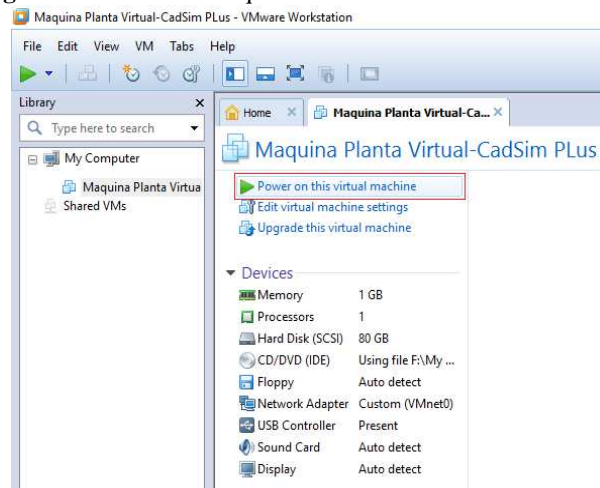 Maquina Planta Virtual-CadSim PLus - VMware Workstation
File Edit View VM Tabs Help
Library
Type here to search
My Computer
Maquina Planta Virtua
Shared VMs
Home
Maquina Planta Virtual-Ca...
Maquina Planta Virtual-CadSim PLus
Power on this virtual machine
Edit virtual machine settings
Upgrade this virtual machine
Devices
Memory 1 GB
Processors 1
Hard Disk (SCSI) 80 GB
CD/DVD (IDE) Using file F:\My ...
Floppy Auto detect
Network Adapter Custom (VMnet0)
USB Controller Present
Sound Card Auto detect
Display Auto detect